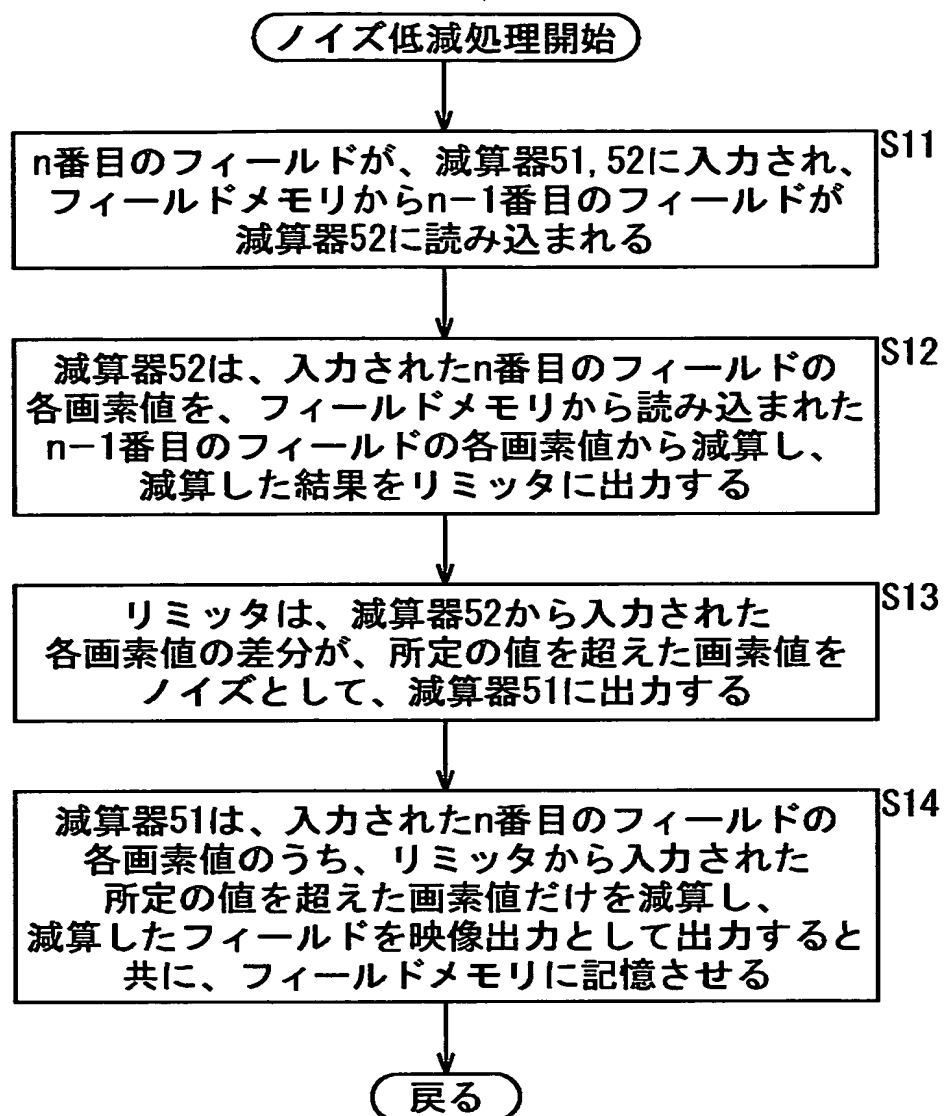 ノイズ低減処理開始
S11
n番目のフィールドが、減算器51,52に入力され、
フィールドメモリからn−1番目のフィールドが
減算器52に読み込まれる
S12
減算器52は、入力されたn番目のフィールドの
各画素値を、フィールドメモリから読み込まれた
n−1番目のフィールドの各画素値から減算し、
減算した結果をリミッタに出力する
S13
リミッタは、減算器52から入力された
各画素値の差分が、所定の値を超えた画素値を
ノイズとして、減算器51に出力する
S14
減算器51は、入力されたn番目のフィールドの
各画素値のうち、リミッタから入力された
所定の値を超えた画素値だけを減算し、
減算したフィールドを映像出力として出力すると
共に、フィールドメモリに記憶させる
戻る